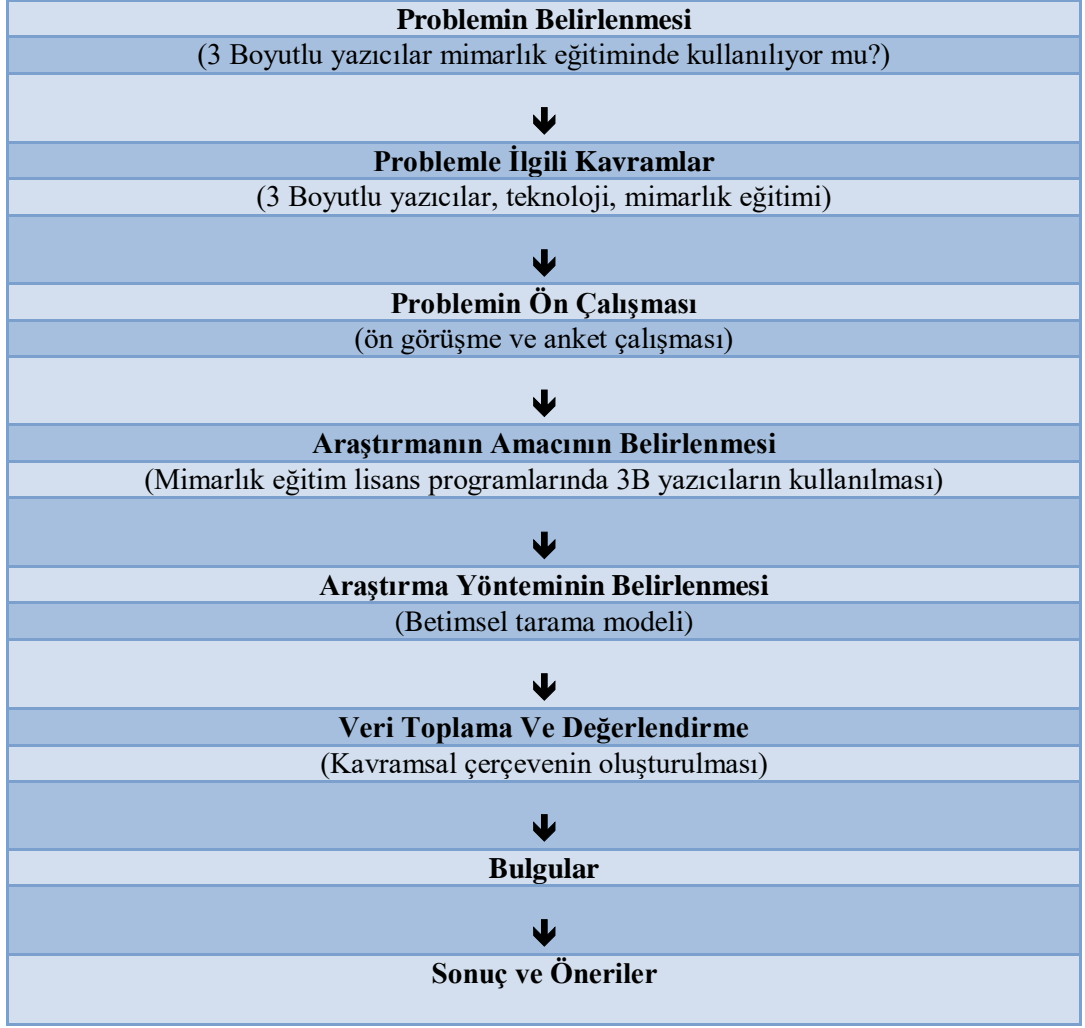 Problemin Belirlenmesi
(3 Boyutlu yazıcılar mimarlık eğitiminde kullanılıyor mu?)
Problemle İlgili Kavramlar
(3 Boyutlu yazıcılar, teknoloji, mimarlık eğitimi)
Problemin Ön Çalışması
(ön görüşme ve anket çalışması)
Araştırmanın Amacının Belirlenmesi
(Mimarlık eğitim lisans programlarında 3B yazıcıların kullanılması)
Araştırma Yönteminin Belirlenmesi
(Betimsel tarama modeli)
Veri Toplama Ve Değerlendirme
(Kavramsal çerçevenin oluşturulması)
Bulgular
Sonuç ve Öneriler